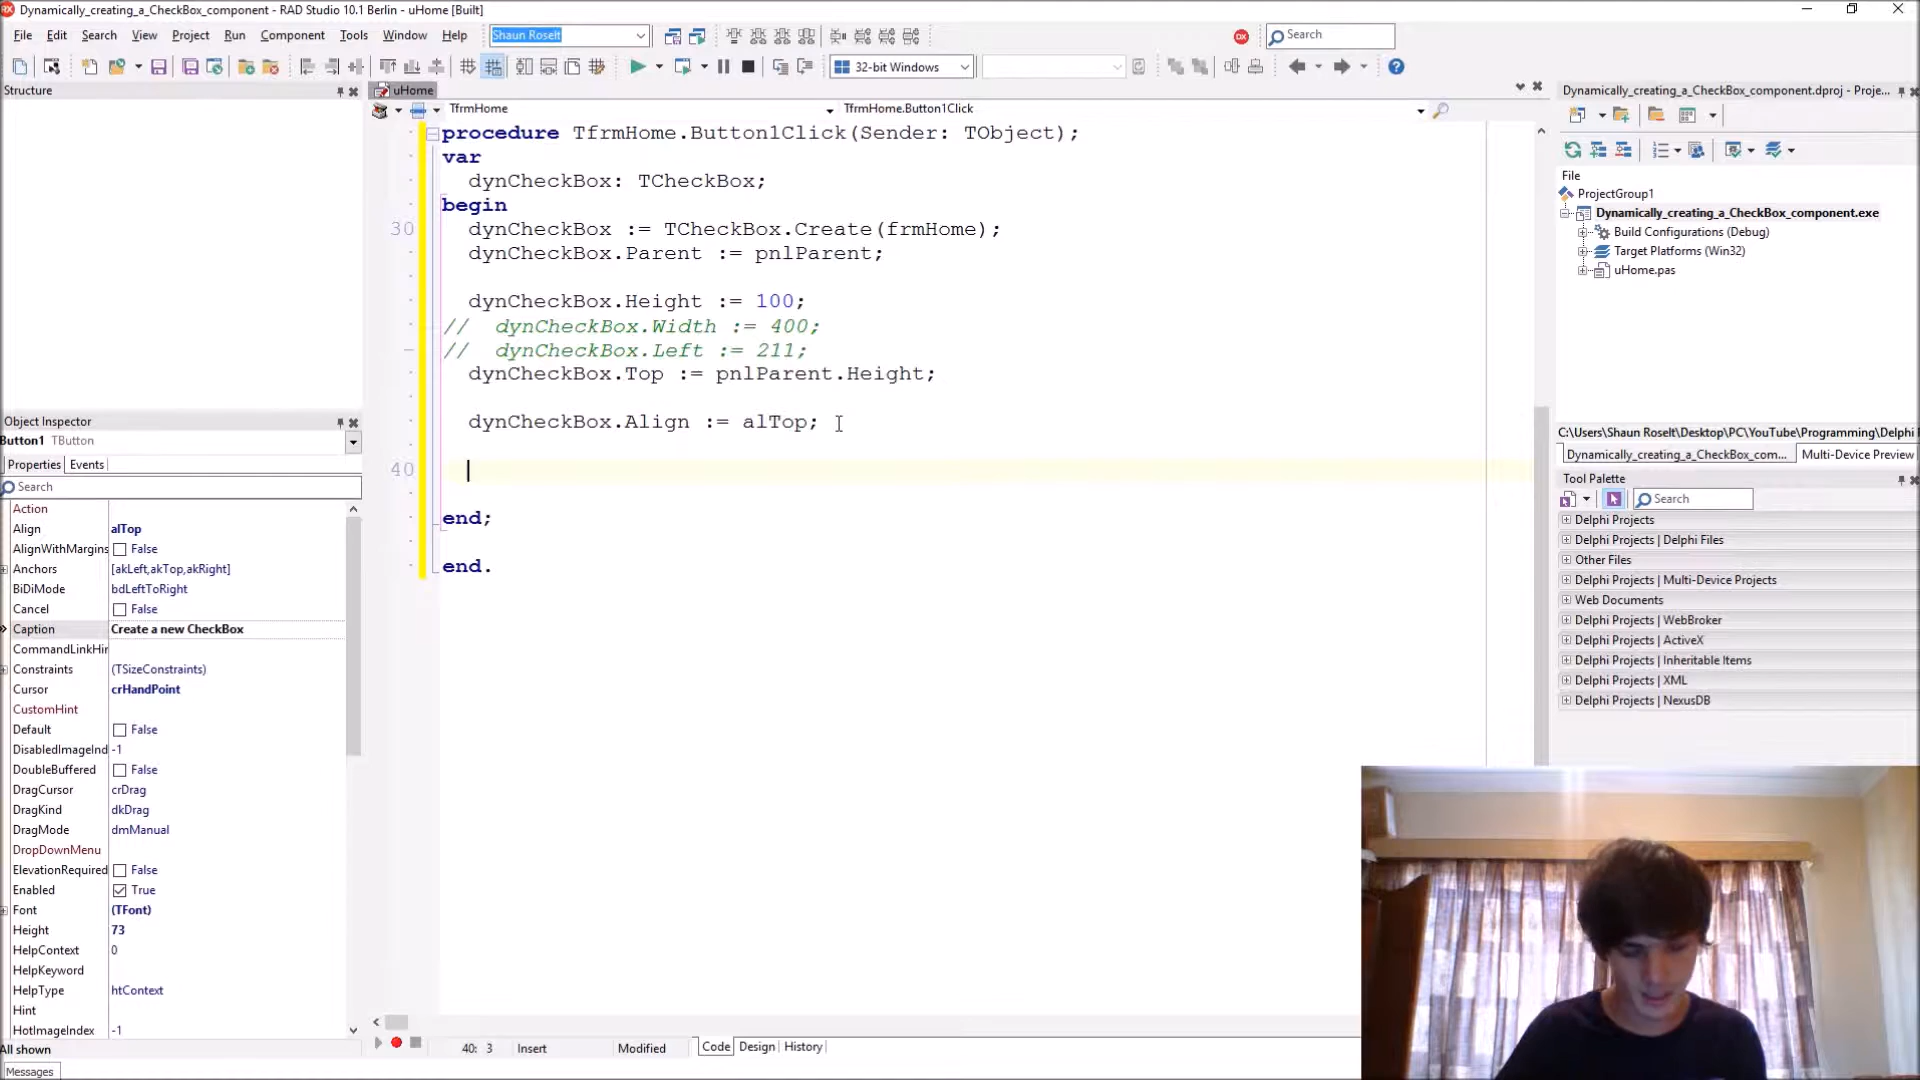 Dynamically_creating_a_CheckBox_component - RAD Studio 10.1 Berlin - uHome [Built]
File Edit Search View Project Run Component Tools Window Help Shaun Roselt Search
32-bit Windows
Structure
uHome
TfrmHome TfrmHome.Button1Click
procedure TfrmHome.Button1Click(Sender: TObject);
var
dynCheckBox: TCheckBox;
begin
30 dynCheckBox := TCheckBox.Create(frmHome);
dynCheckBox.Parent := pnlParent;
dynCheckBox.Height := 100;
// dynCheckBox.Width := 400;
// dynCheckBox.Left := 211;
dynCheckBox.Top := pnlParent.Height;
dynCheckBox.Align := alTop;
40
end;
end.
Object Inspector
Button1 TButton
Properties Events
Search
Action
Align alTop
AlignWithMargins False
Anchors [akLeft,akTop,akRight]
BiDiMode bdLeftToRight
Cancel False
Caption Create a new CheckBox
CommandLinkHin
Constraints (TSizeConstraints)
Cursor crHandPoint
CustomHint
Default False
DisabledImageInd -1
DoubleBuffered False
DragCursor crDrag
DragKind dkDrag
DragMode dmManual
DropDownMenu
ElevationRequired False
Enabled True
Font (TFont)
Height 73
HelpContext 0
HelpKeyword
HelpType htContext
Hint
HotImageIndex -1
All shown
Messages
40: 3 Insert Modified Code Design History
Dynamically_creating_a_CheckBox_component.dproj - Proje...
File
ProjectGroup1
Dynamically_creating_a_CheckBox_component.exe
Build Configurations (Debug)
Target Platforms (Win32)
uHome.pas
C:\Users\Shaun Roselt\Desktop\PC\YouTube\Programming\Delphi
Dynamically_creating_a_CheckBox_com... Multi-Device Preview
Tool Palette
Search
Delphi Projects
Delphi Projects | Delphi Files
Other Files
Delphi Projects | Multi-Device Projects
Web Documents
Delphi Projects | WebBroker
Delphi Projects | ActiveX
Delphi Projects | Inheritable Items
Delphi Projects | XML
Delphi Projects | NexusDB